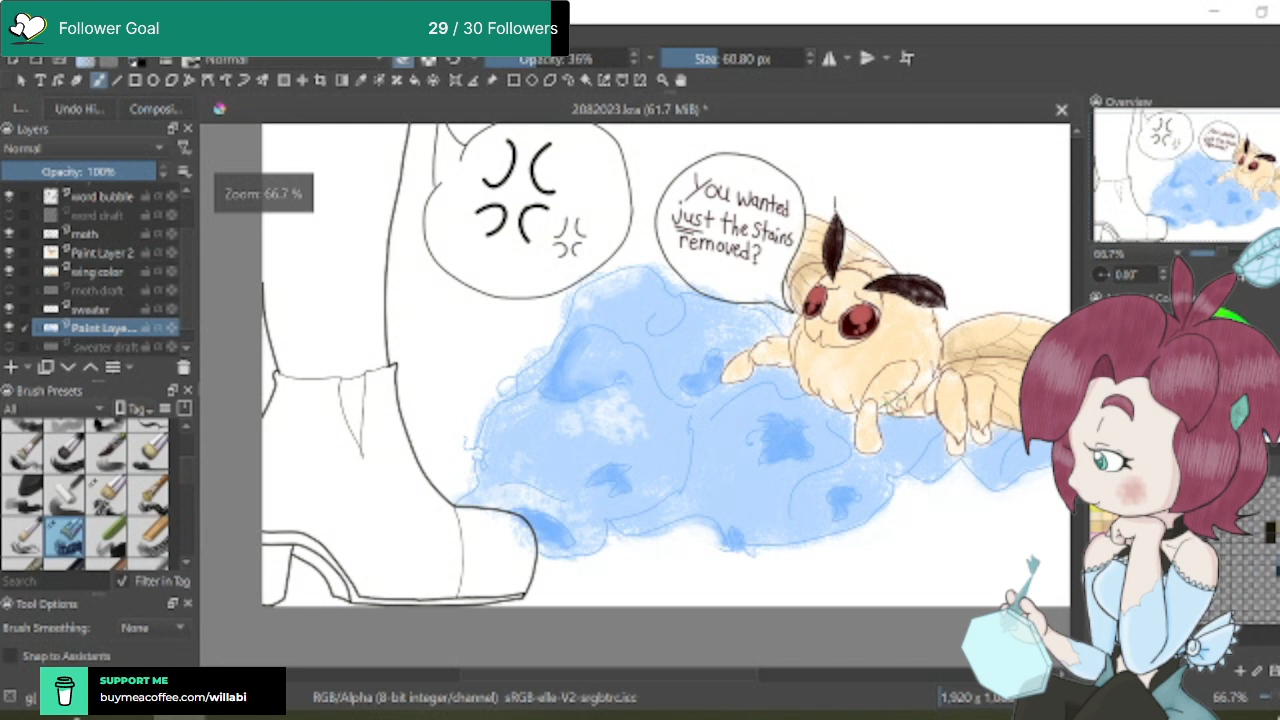 Follower Goal
29 / 30 Followers
Normal
Opacity: 36%
Size: 60.80 px
L...
Undo Hi...
Composi...
2082023.kra (61.7 MiB) *
Overview
Layers
Normal
Opacity: 100%
word bubble
word draft
moth
Paint Layer 2
wing color
moth draft
sweater
Paint Laye...
sweater draft
Zoom: 66.7 %
You wanted
just the stains
removed?
66.7%
0.00°
Brush Presets
All
Tag
Search
Filter in Tag
Tool Options
Brush Smoothing:
None
Snap to Assistants
SUPPORT ME
buymeacoffee.com/willabi
RGB/Alpha (8-bit integer/channel) sRGB-elle-V2-srgbtrc.icc
66.7%